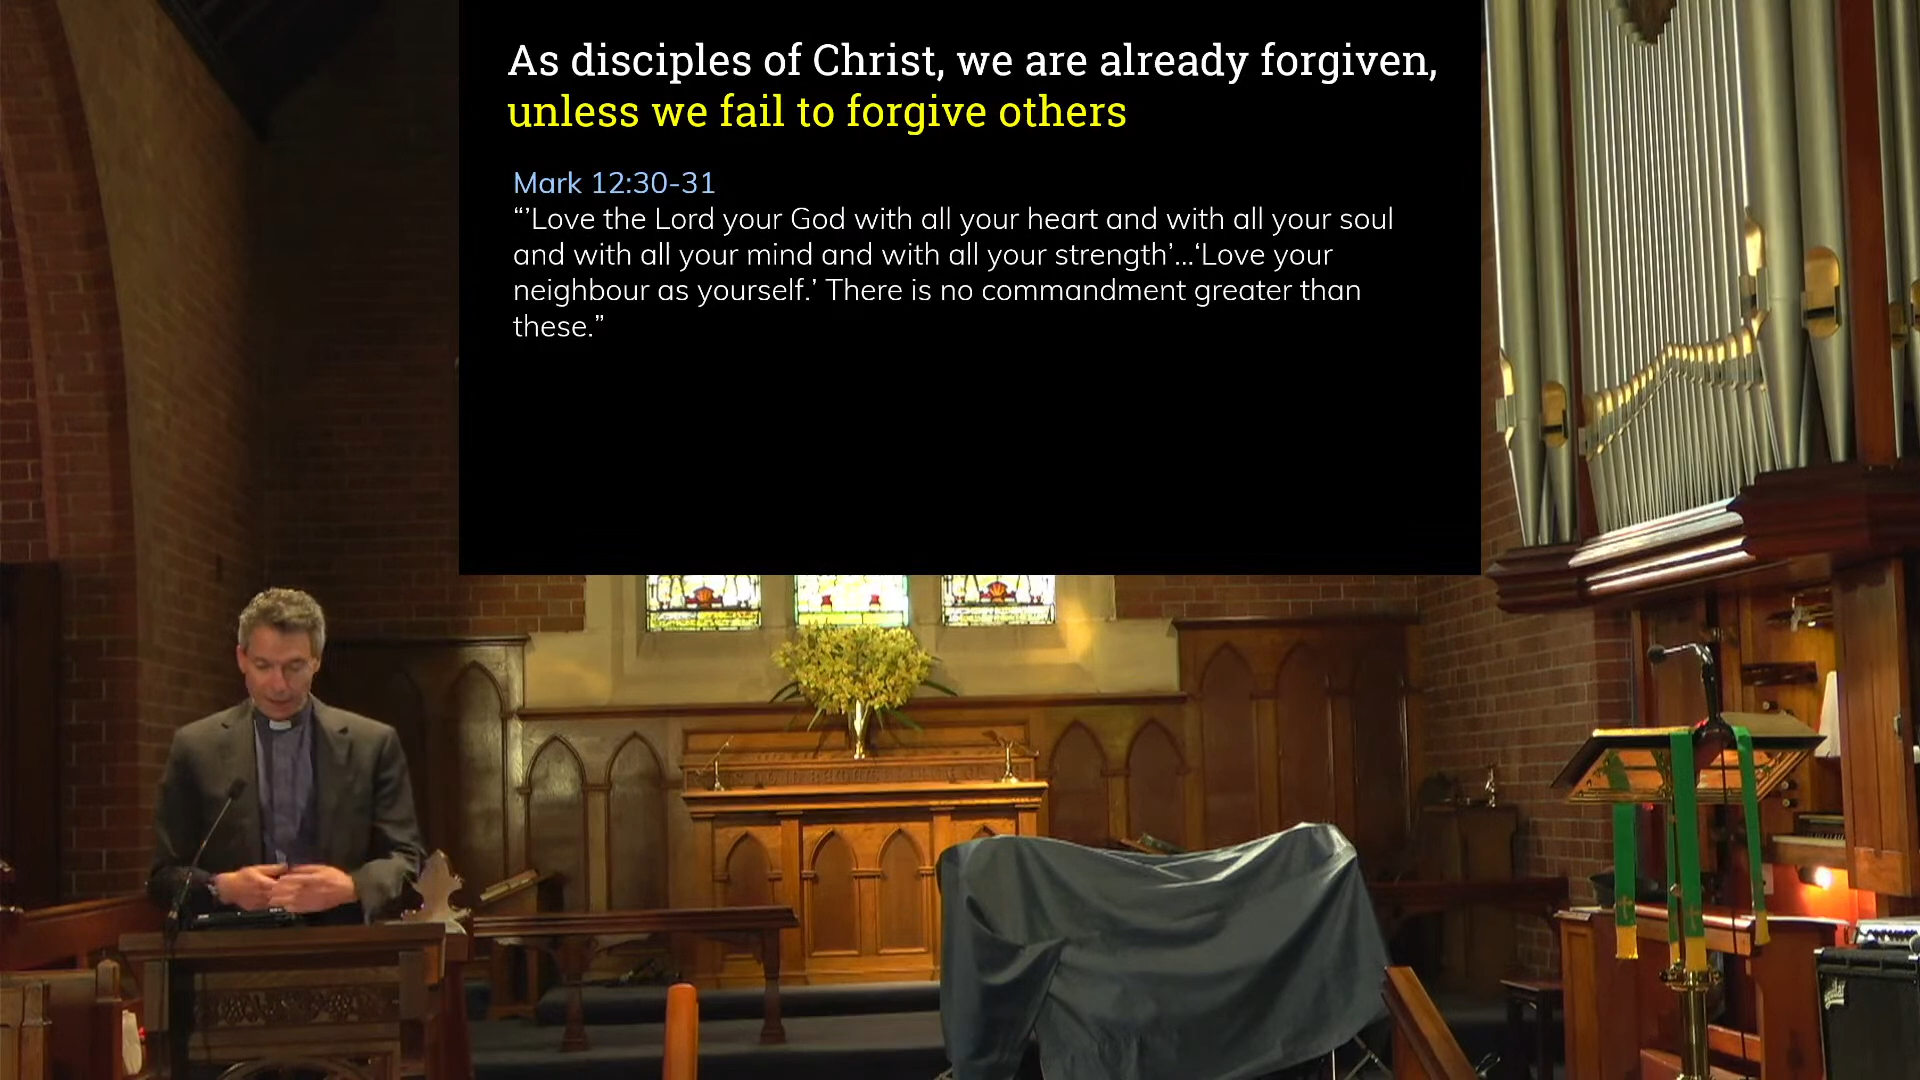 As disciples of Christ, we are already forgiven,
unless we fail to forgive others
Mark 12:30-31
“’Love the Lord your God with all your heart and with all your soul
and with all your mind and with all your strength’...‘Love your
neighbour as yourself.’ There is no commandment greater than
these.”